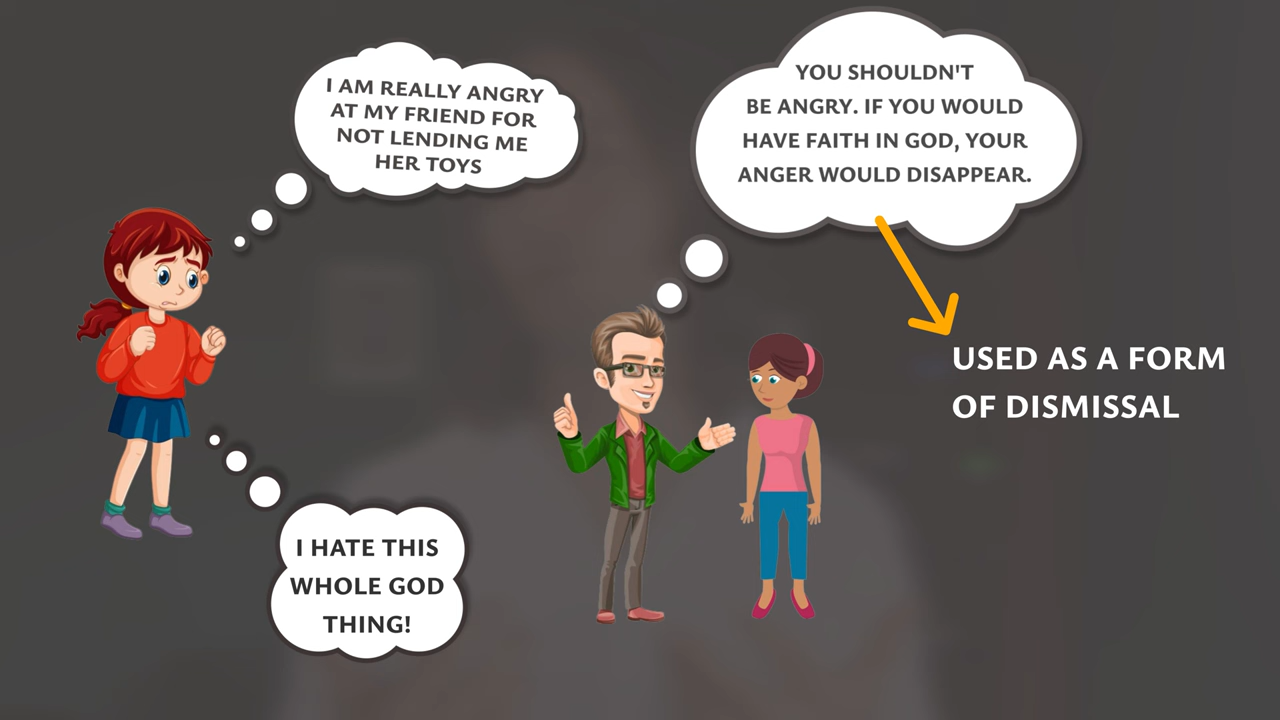 I AM REALLY ANGRY
AT MY FRIEND FOR
NOT LENDING ME
HER TOYS
YOU SHOULDN'T
BE ANGRY. IF YOU WOULD
HAVE FAITH IN GOD, YOUR
ANGER WOULD DISAPPEAR.
USED AS A FORM
OF DISMISSAL
I HATE THIS
WHOLE GOD
THING!